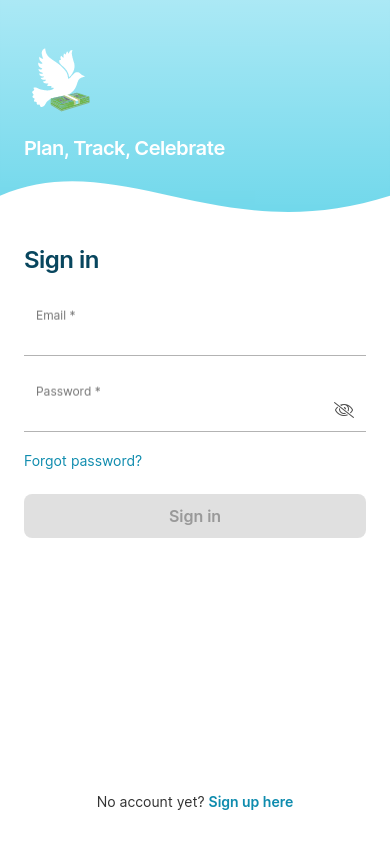 Plan, Track, Celebrate
Sign in
Email *
Password *
Forgot password?
Sign in
No account yet? Sign up here